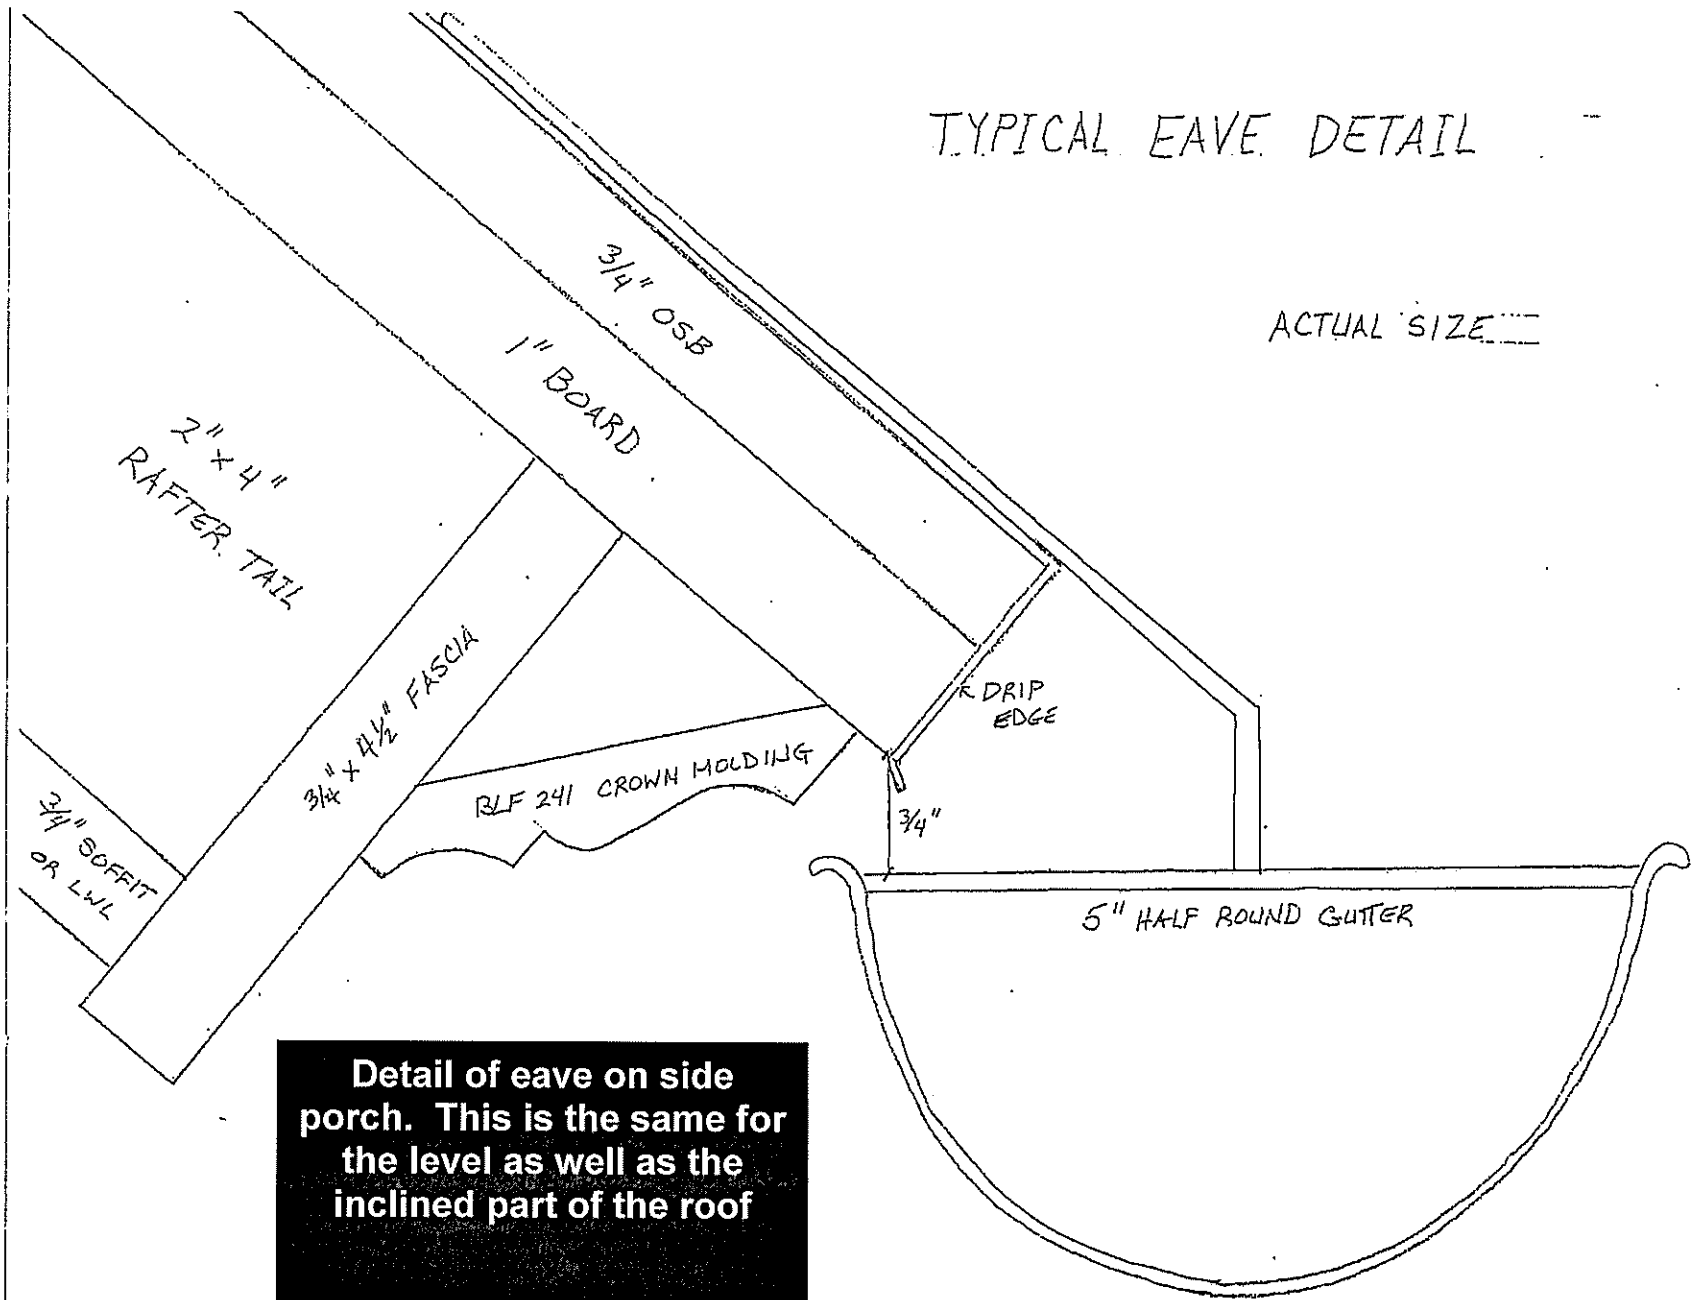 TYPICAL EAVE DETAIL
ACTUAL SIZE
3/4" OSB
1" BOARD
2" x 4"
RAFTER TAIL
3/4" x 4 1/2" FASCIA
3/4" SOFFIT
OR LWL
BLF 241 CROWN MOLDING
DRIP
EDGE
3/4"
5" HALF ROUND GUTTER
Detail of eave on side
porch. This is the same for
the level as well as the
inclined part of the roof